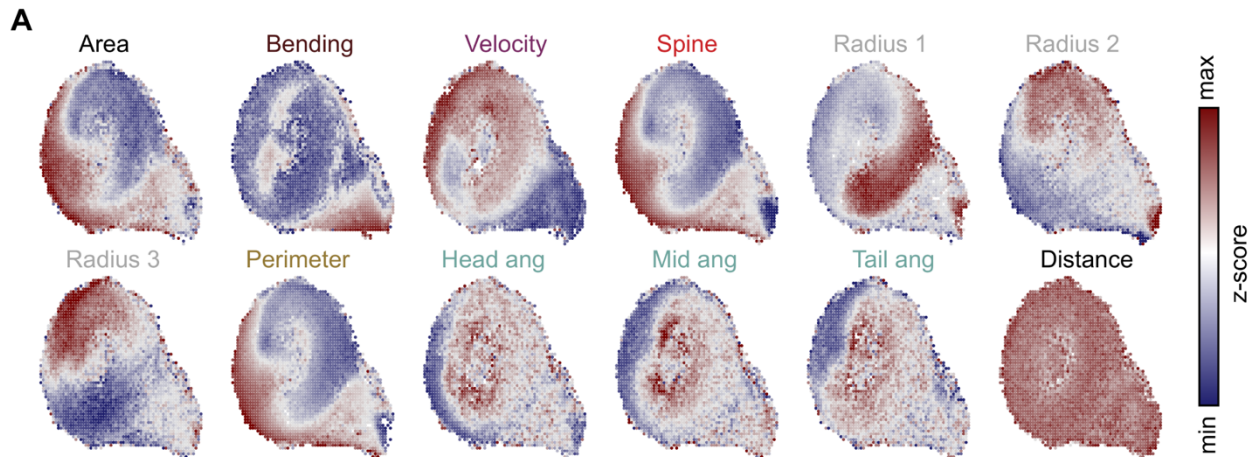 A
Area Bending Velocity Spine Radius 1 Radius 2
Radius 3 Perimeter Head ang Mid ang Tail ang Distance
max
z-score
min